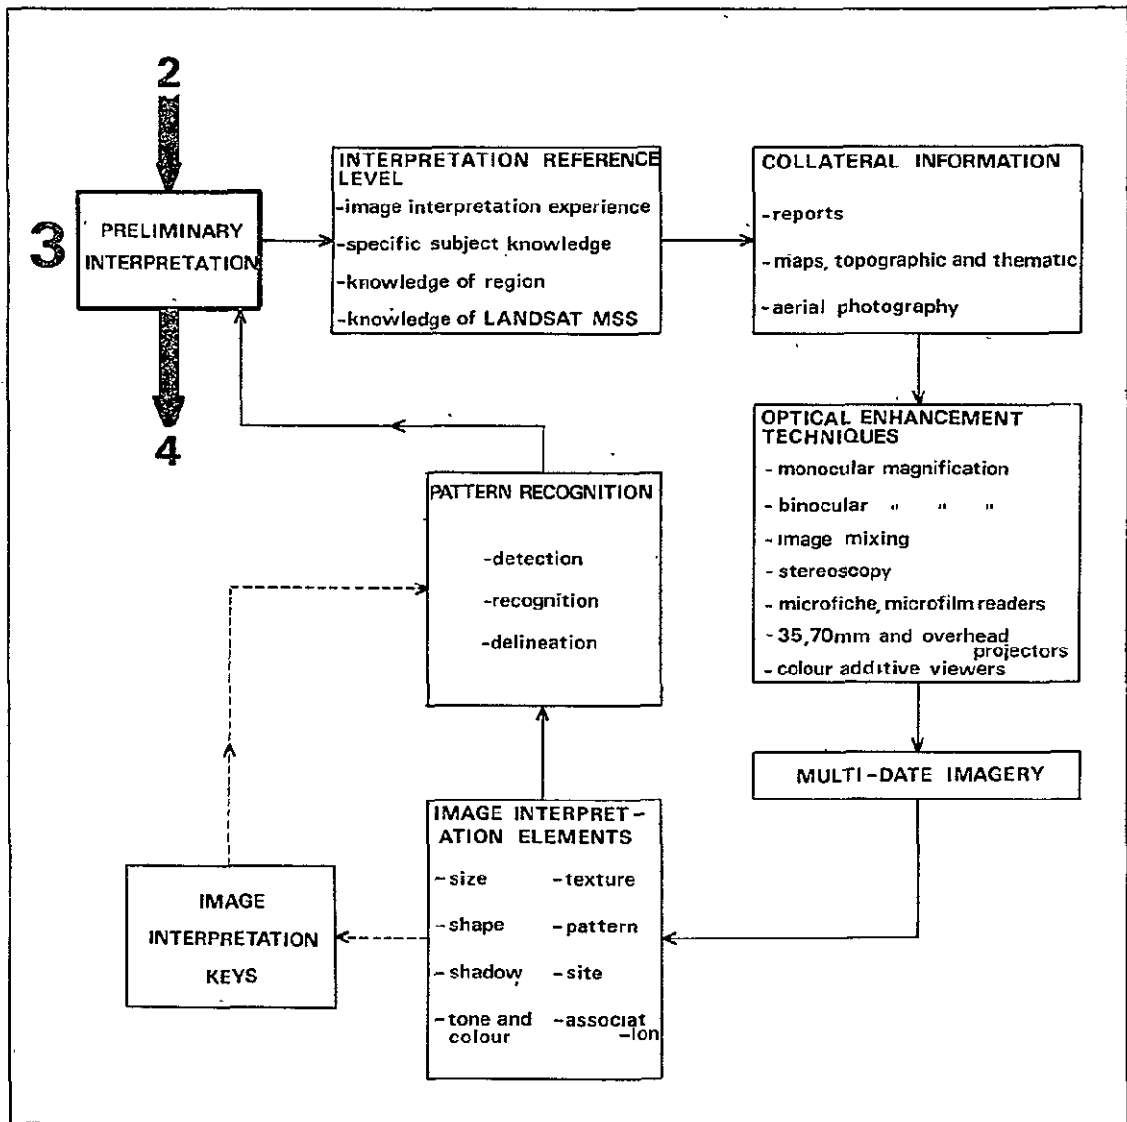 2
3
PRELIMINARY
INTERPRETATION
4
INTERPRETATION REFERENCE
LEVEL
-image interpretation experience
-specific subject knowledge
-knowledge of region
-knowledge of LANDSAT MSS
COLLATERAL INFORMATION
-reports
-maps, topographic and thematic
-aerial photography
OPTICAL ENHANCEMENT
TECHNIQUES
- monocular magnification
- binocular " " "
-image mixing
- stereoscopy
-microfiche, microfilm readers
-35,70mm and overhead
projectors
- colour additive viewers
MULTI-DATE IMAGERY
IMAGE INTERPRET-
ATION ELEMENTS
-size
-texture
-shape
-pattern
-shadow
-site
- tone and
colour
-associat
-ion
IMAGE
INTERPRETATION
KEYS
PATTERN RECOGNITION
-detection
-recognition
-delineation